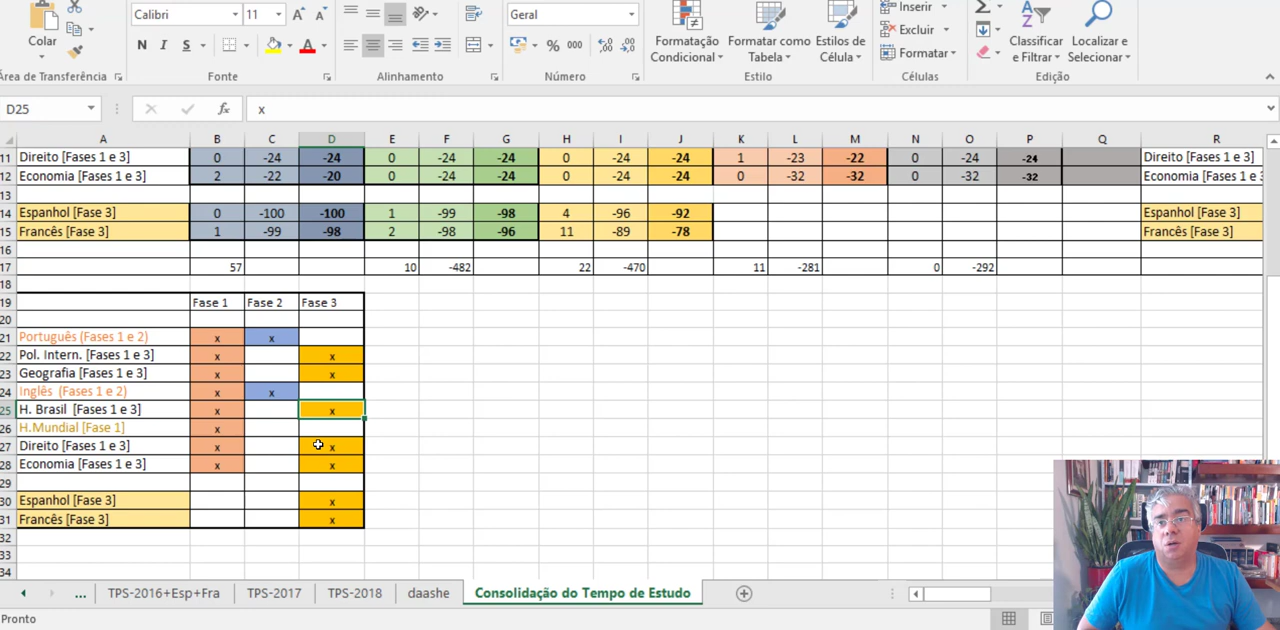 Calibri 11 A A Geral Inserir
Colar N I S % 000 Formatação Condicional Formatar como Tabela Estilos de Célula Excluir Formatar Classificar e Filtrar Localizar e Selecionar
Área de Transferência Fonte Alinhamento Número Estilo Células Edição
D25 fx x
A B C D E F G H I J K L M N O P Q R
11 Direito [Fases 1 e 3] 0 -24 -24 0 -24 -24 0 -24 -24 1 -23 -22 0 -24 -24 Direito [Fases 1 e 3]
12 Economia [Fases 1 e 3] 2 -22 -20 0 -24 -24 0 -24 -24 0 -32 -32 0 -32 -32 Economia [Fases 1 e 3
13
14 Espanhol [Fase 3] 0 -100 -100 1 -99 -98 4 -96 -92 Espanhol [Fase 3]
15 Francês [Fase 3] 1 -99 -98 2 -98 -96 11 -89 -78 Francês [Fase 3]
16
17 57 10 -482 22 -470 11 -281 0 -292
18
19 Fase 1 Fase 2 Fase 3
20
21 Português (Fases 1 e 2) x x
22 Pol. Intern. [Fases 1 e 3] x x
23 Geografia [Fases 1 e 3] x x
24 Inglês (Fases 1 e 2) x x
25 H. Brasil [Fases 1 e 3] x x
26 H.Mundial [Fase 1] x
27 Direito [Fases 1 e 3] x x
28 Economia [Fases 1 e 3] x x
29
30 Espanhol [Fase 3] x
31 Francês [Fase 3] x
32
33
34
... TPS-2016+Esp+Fra TPS-2017 TPS-2018 daashe Consolidação do Tempo de Estudo
Pronto